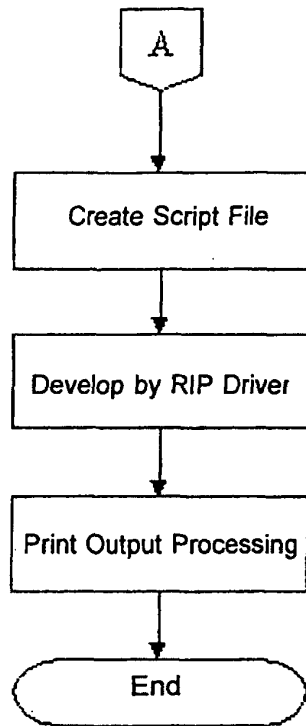 A
Create Script File
Develop by RIP Driver
Print Output Processing
End